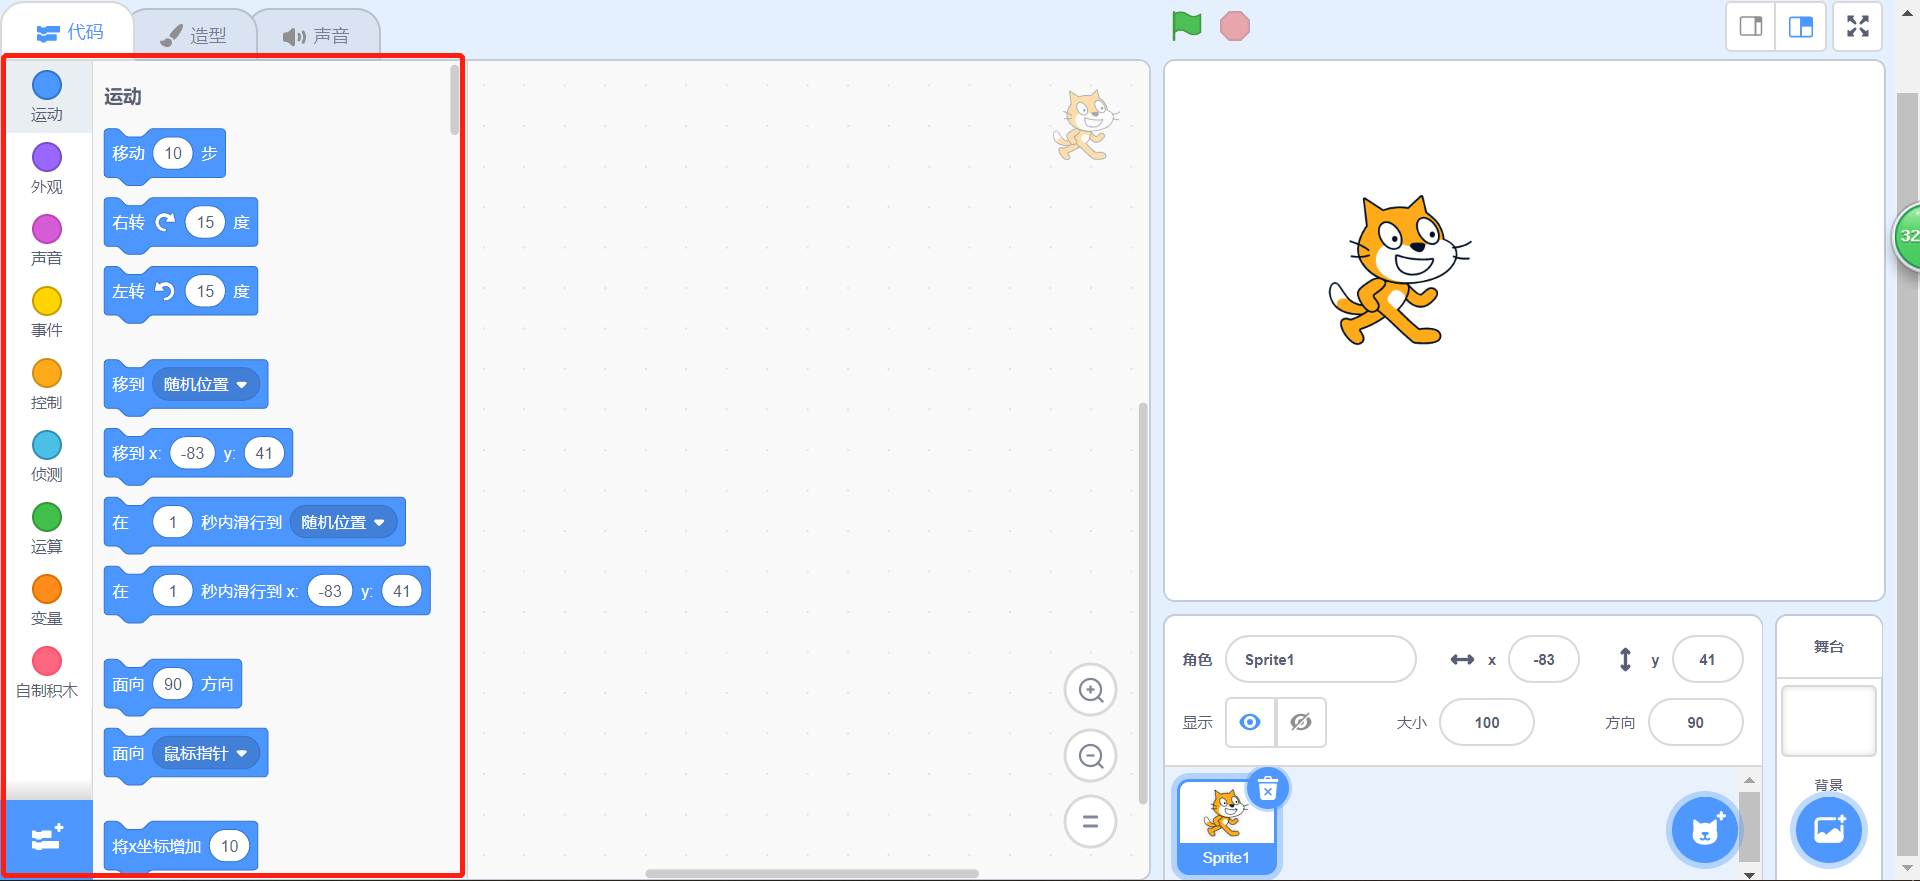 代码
造型
声音
运动
外观
声音
事件
控制
侦测
运算
变量
自制积木
运动
移动 10 步
右转 15 度
左转 15 度
移到 随机位置
移到 x: -83 y: 41
在 1 秒内滑行到 随机位置
在 1 秒内滑行到 x: -83 y: 41
面向 90 方向
面向 鼠标指针
将x坐标增加 10
32
角色 Sprite1 x -83 y 41
显示 大小 100 方向 90
Sprite1
舞台
背景